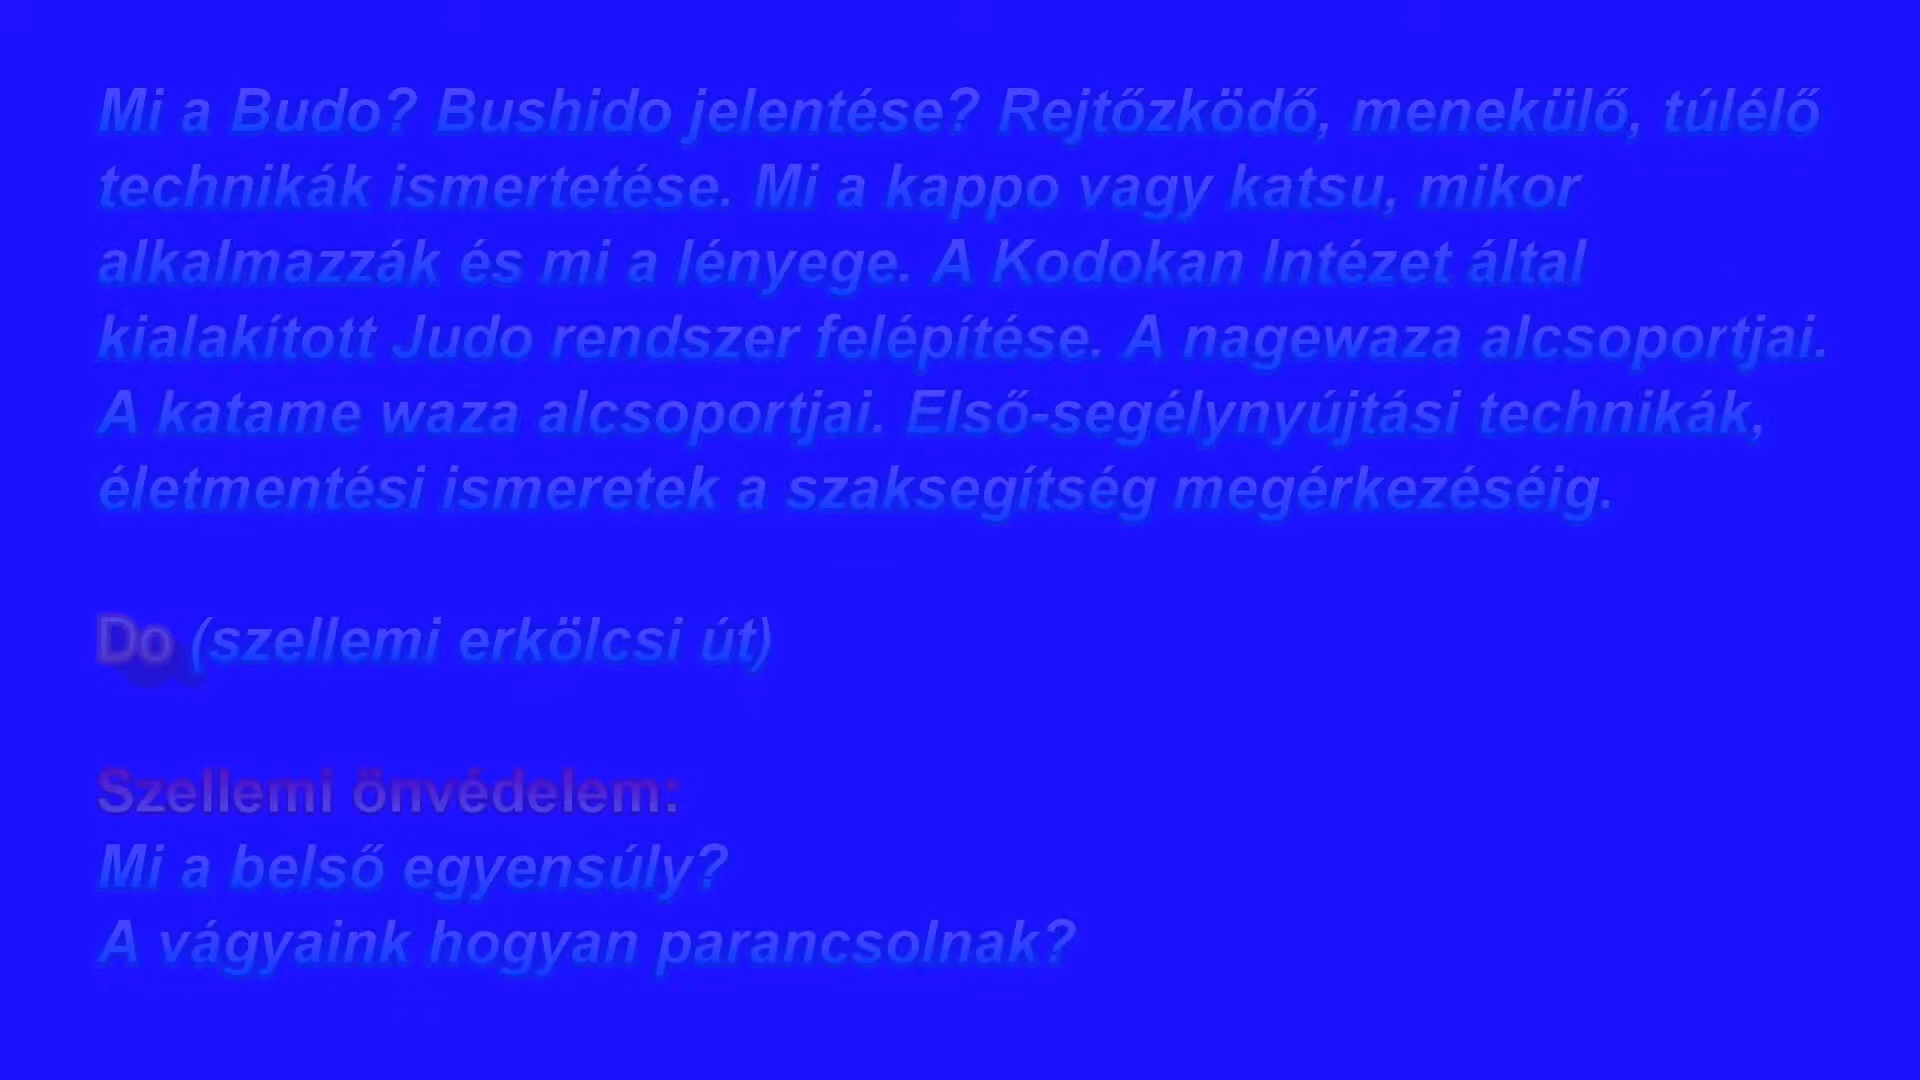 Mi a Budo? Bushido jelentése? Rejtőzködő, menekülő, túlélő
technikák ismertetése. Mi a kappo vagy katsu, mikor
alkalmazzák és mi a lényege. A Kodokan Intézet által
kialakított Judo rendszer felépítése. A nagewaza alcsoportjai.
A katame waza alcsoportjai. Első-segélynyújtási technikák,
életmentési ismeretek a szaksegítség megérkezéséig.
Do (szellemi erkölcsi út)
Szellemi önvédelem:
Mi a belső egyensúly?
A vágyaink hogyan parancsolnak?